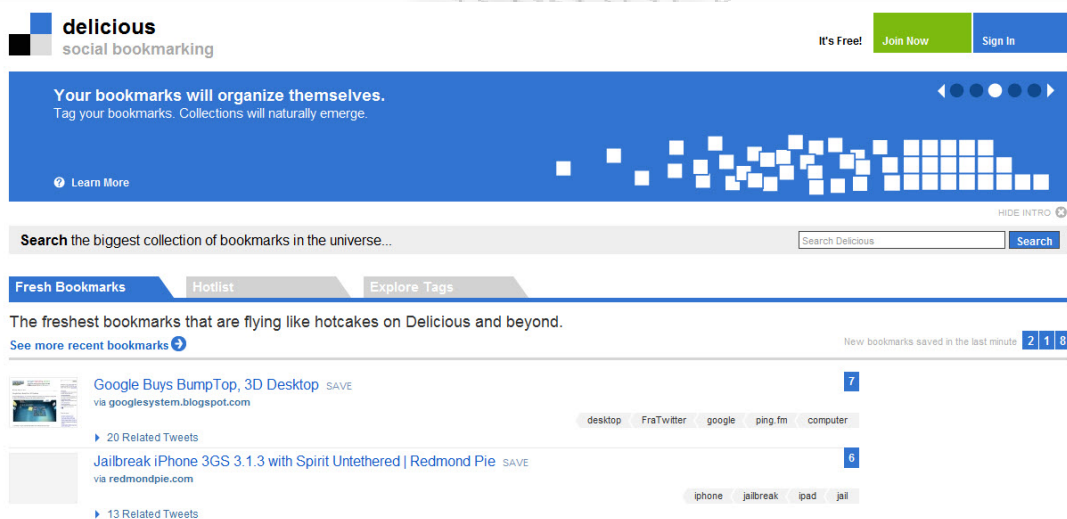 delicious
social bookmarking
It's Free!
Join Now
Sign In
Your bookmarks will organize themselves.
Tag your bookmarks. Collections will naturally emerge.
? Learn More
HIDE INTRO
Search the biggest collection of bookmarks in the universe...
Search Delicious
Search
Fresh Bookmarks
Hotlist
Explore Tags
The freshest bookmarks that are flying like hotcakes on Delicious and beyond.
See more recent bookmarks
New bookmarks saved in the last minute 2 1 8
Google Buys BumpTop, 3D Desktop SAVE
7
via googlesystem.blogspot.com
desktop FraTwitter google ping.fm computer
20 Related Tweets
Jailbreak iPhone 3GS 3.1.3 with Spirit Untethered | Redmond Pie SAVE
6
via redmondpie.com
iphone jailbreak ipad jail
13 Related Tweets